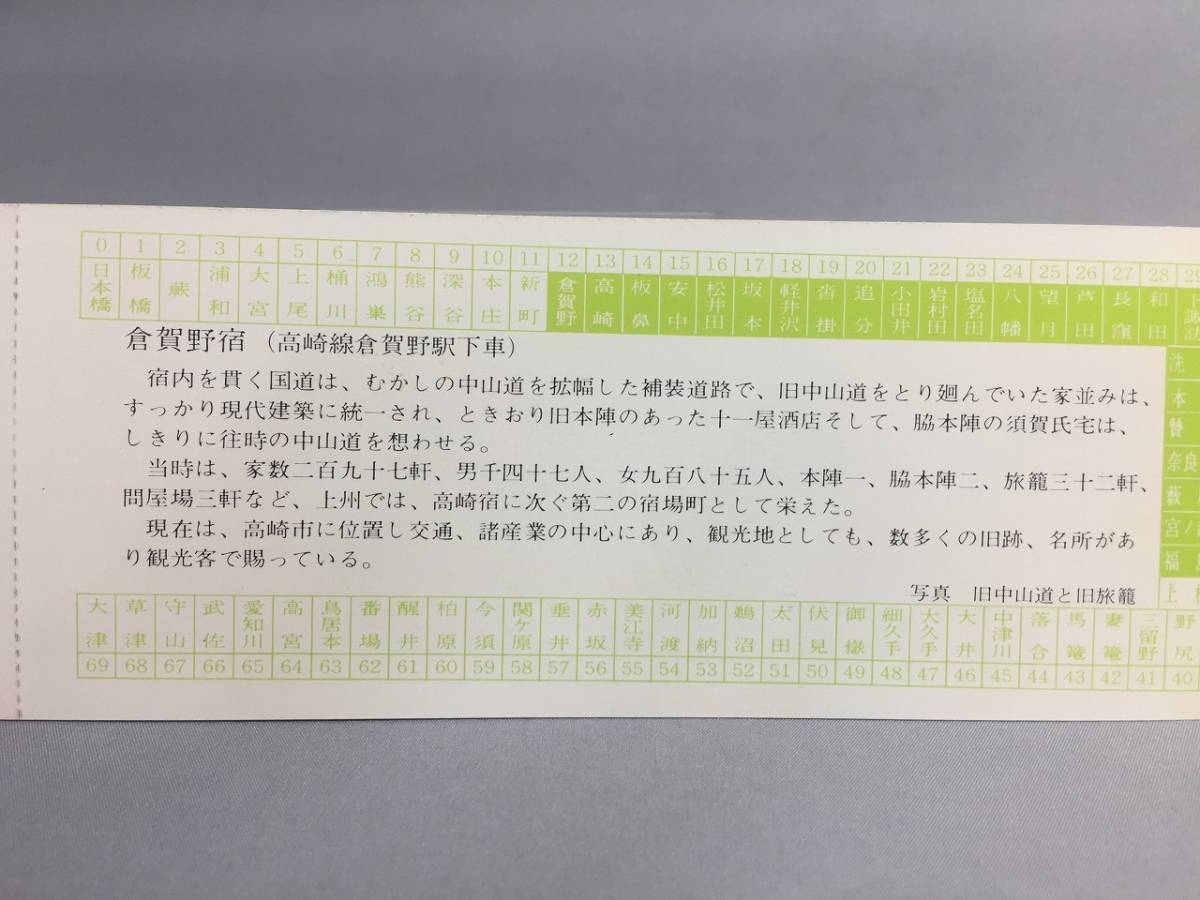 0 1 2 3 4 5 6 7 8 9 10 11 12 13 14 15 16 17 18 19 20 21 22 23 24 25 26 27 28 29
日本橋 板橋 蕨 浦和 大宮 上尾 桶川 鴻巣 熊谷 深谷 本庄 新町 倉賀野 高崎 板鼻 安中 松井田 坂本 軽井沢 沓掛 追分 小田井 岩村田 塩名田 八幡 望月 芦田 長窪 和田 下諏訪
倉賀野宿（高崎線倉賀野駅下車）
宿内を貫く国道は、むかしの中山道を拡幅した補装道路で、旧中山道をとり廻んでいた家並みは、
すっかり現代建築に統一され、ときおり旧本陣のあった十一屋酒店そして、脇本陣の須賀氏宅は、
しきりに往時の中山道を想わせる。
当時は、家数二百九十七軒、男千四十七人、女九百八十五人、本陣一、脇本陣二、旅籠三十二軒、
問屋場三軒など、上州では、高崎宿に次ぐ第二の宿場町として栄えた。
現在は、高崎市に位置し交通、諸産業の中心にあり、観光地としても、数多くの旧跡、名所があ
り観光客で賜っている。
写真　旧中山道と旧旅籠
洗
本
贄
奈良
萩
宮ノ
福島
上
大津 草津 守山 武佐 愛知川 高宮 鳥居本 番場 醒井 柏原 今須 関ヶ原 垂井 赤坂 美江寺 河渡 加納 鵜沼 太田 伏見 御嶽 細久手 大久手 大井 中津川 落合 馬篭 妻篭 三留野 野尻
69 68 67 66 65 64 63 62 61 60 59 58 57 56 55 54 53 52 51 50 49 48 47 46 45 44 43 42 41 40